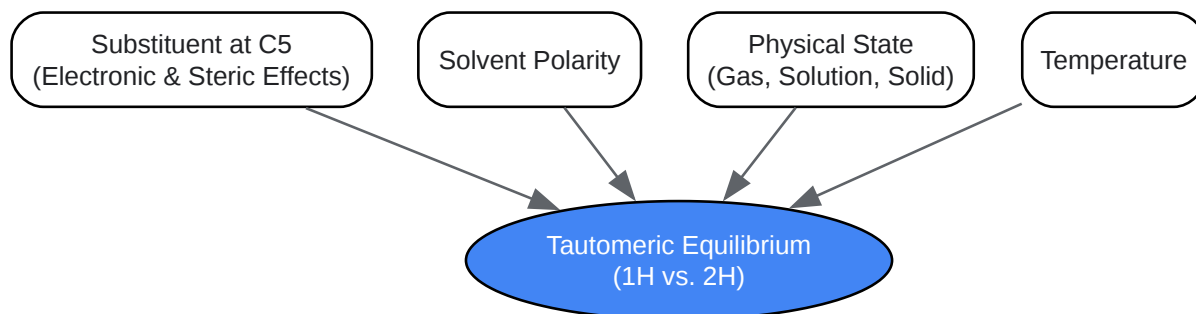 Substituent at C5
(Electronic & Steric Effects)
Solvent Polarity
Physical State
(Gas, Solution, Solid)
Temperature
Tautomeric Equilibrium
(1H vs. 2H)